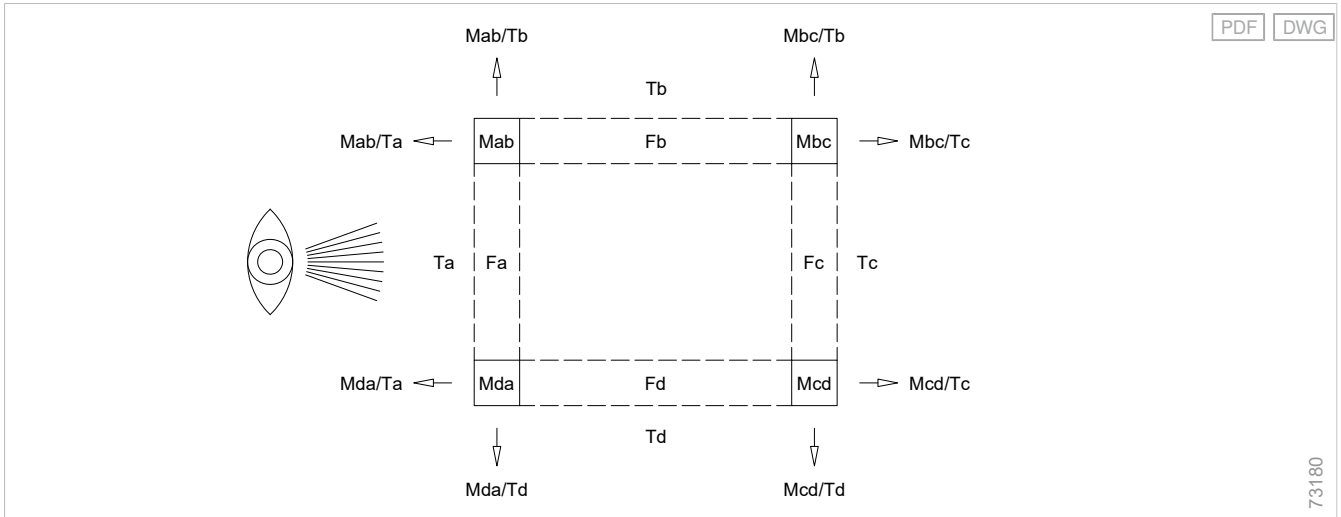 Mab/Tb Mbc/Tb PDF DWG
Tb
Mab/Ta Mab Fb Mbc Mbc/Tc
Ta Fa Fc Tc
Mda/Ta Mda Fd Mcd Mcd/Tc
Td
Mda/Td Mcd/Td
73180